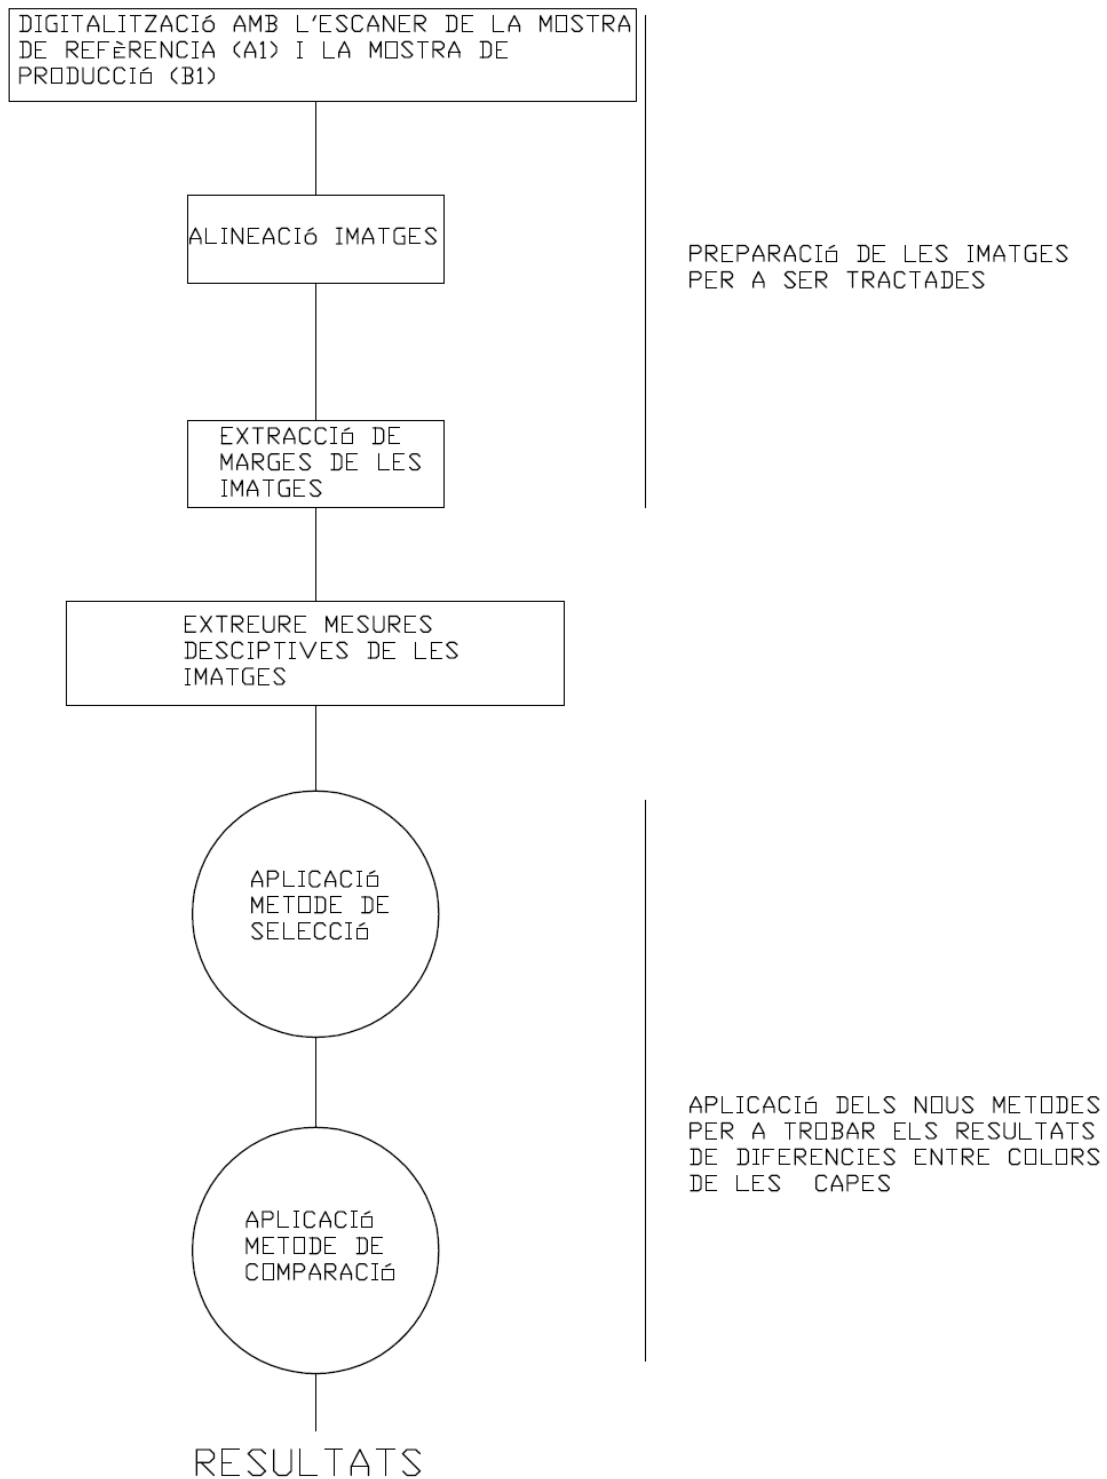 DIGITALITZACIó AMB L'ESCANER DE LA MOSTRA
DE REFèRENCIA (A1) I LA MOSTRA DE
PRODUCCIó (B1)
ALINEACIó IMATGES
PREPARACIó DE LES IMATGES
PER A SER TRACTADES
EXTRACCIó DE
MARGES DE LES
IMATGES
EXTREURE MESURES
DESCIPTIVES DE LES
IMATGES
APLICACIó
METODE DE
SELECCIó
APLICACIó DELS NOUS METODES
PER A TROBAR ELS RESULTATS
DE DIFERENCIES ENTRE COLORS
DE LES CAPES
APLICACIó
METODE DE
COMPARACIó
RESULTATS